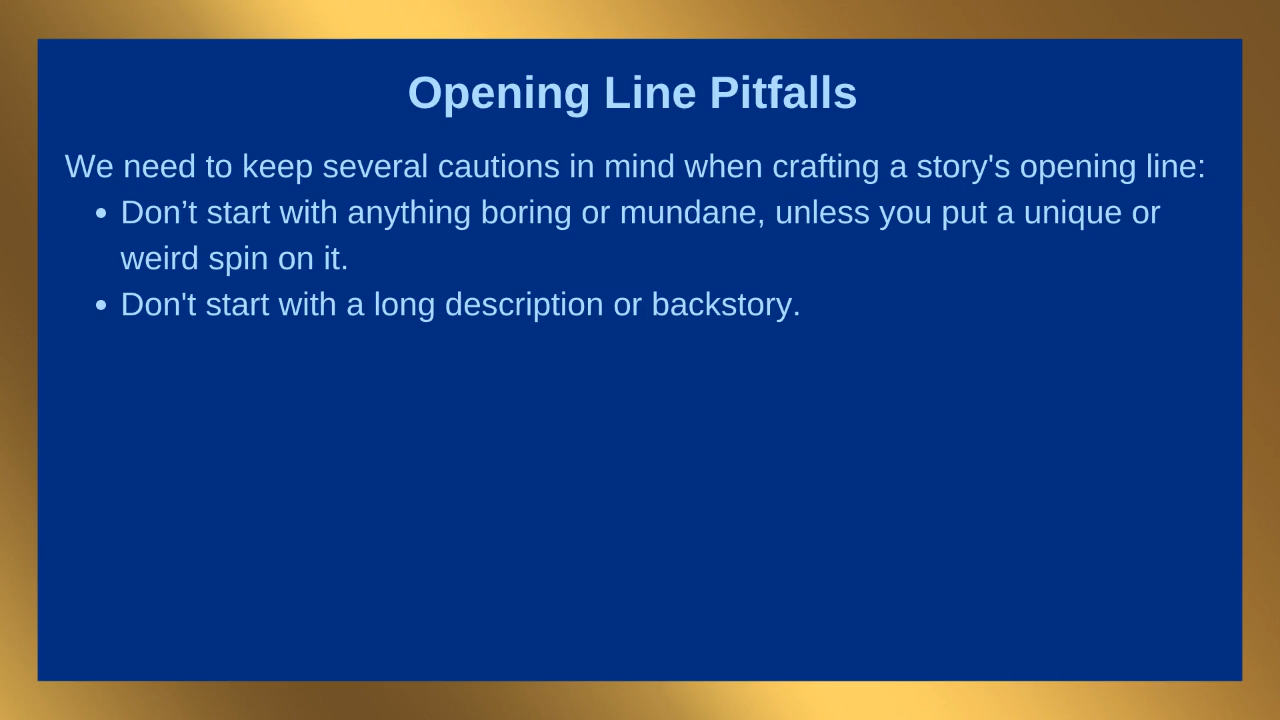 Opening Line Pitfalls
We need to keep several cautions in mind when crafting a story's opening line:
• Don’t start with anything boring or mundane, unless you put a unique or
weird spin on it.
• Don't start with a long description or backstory.